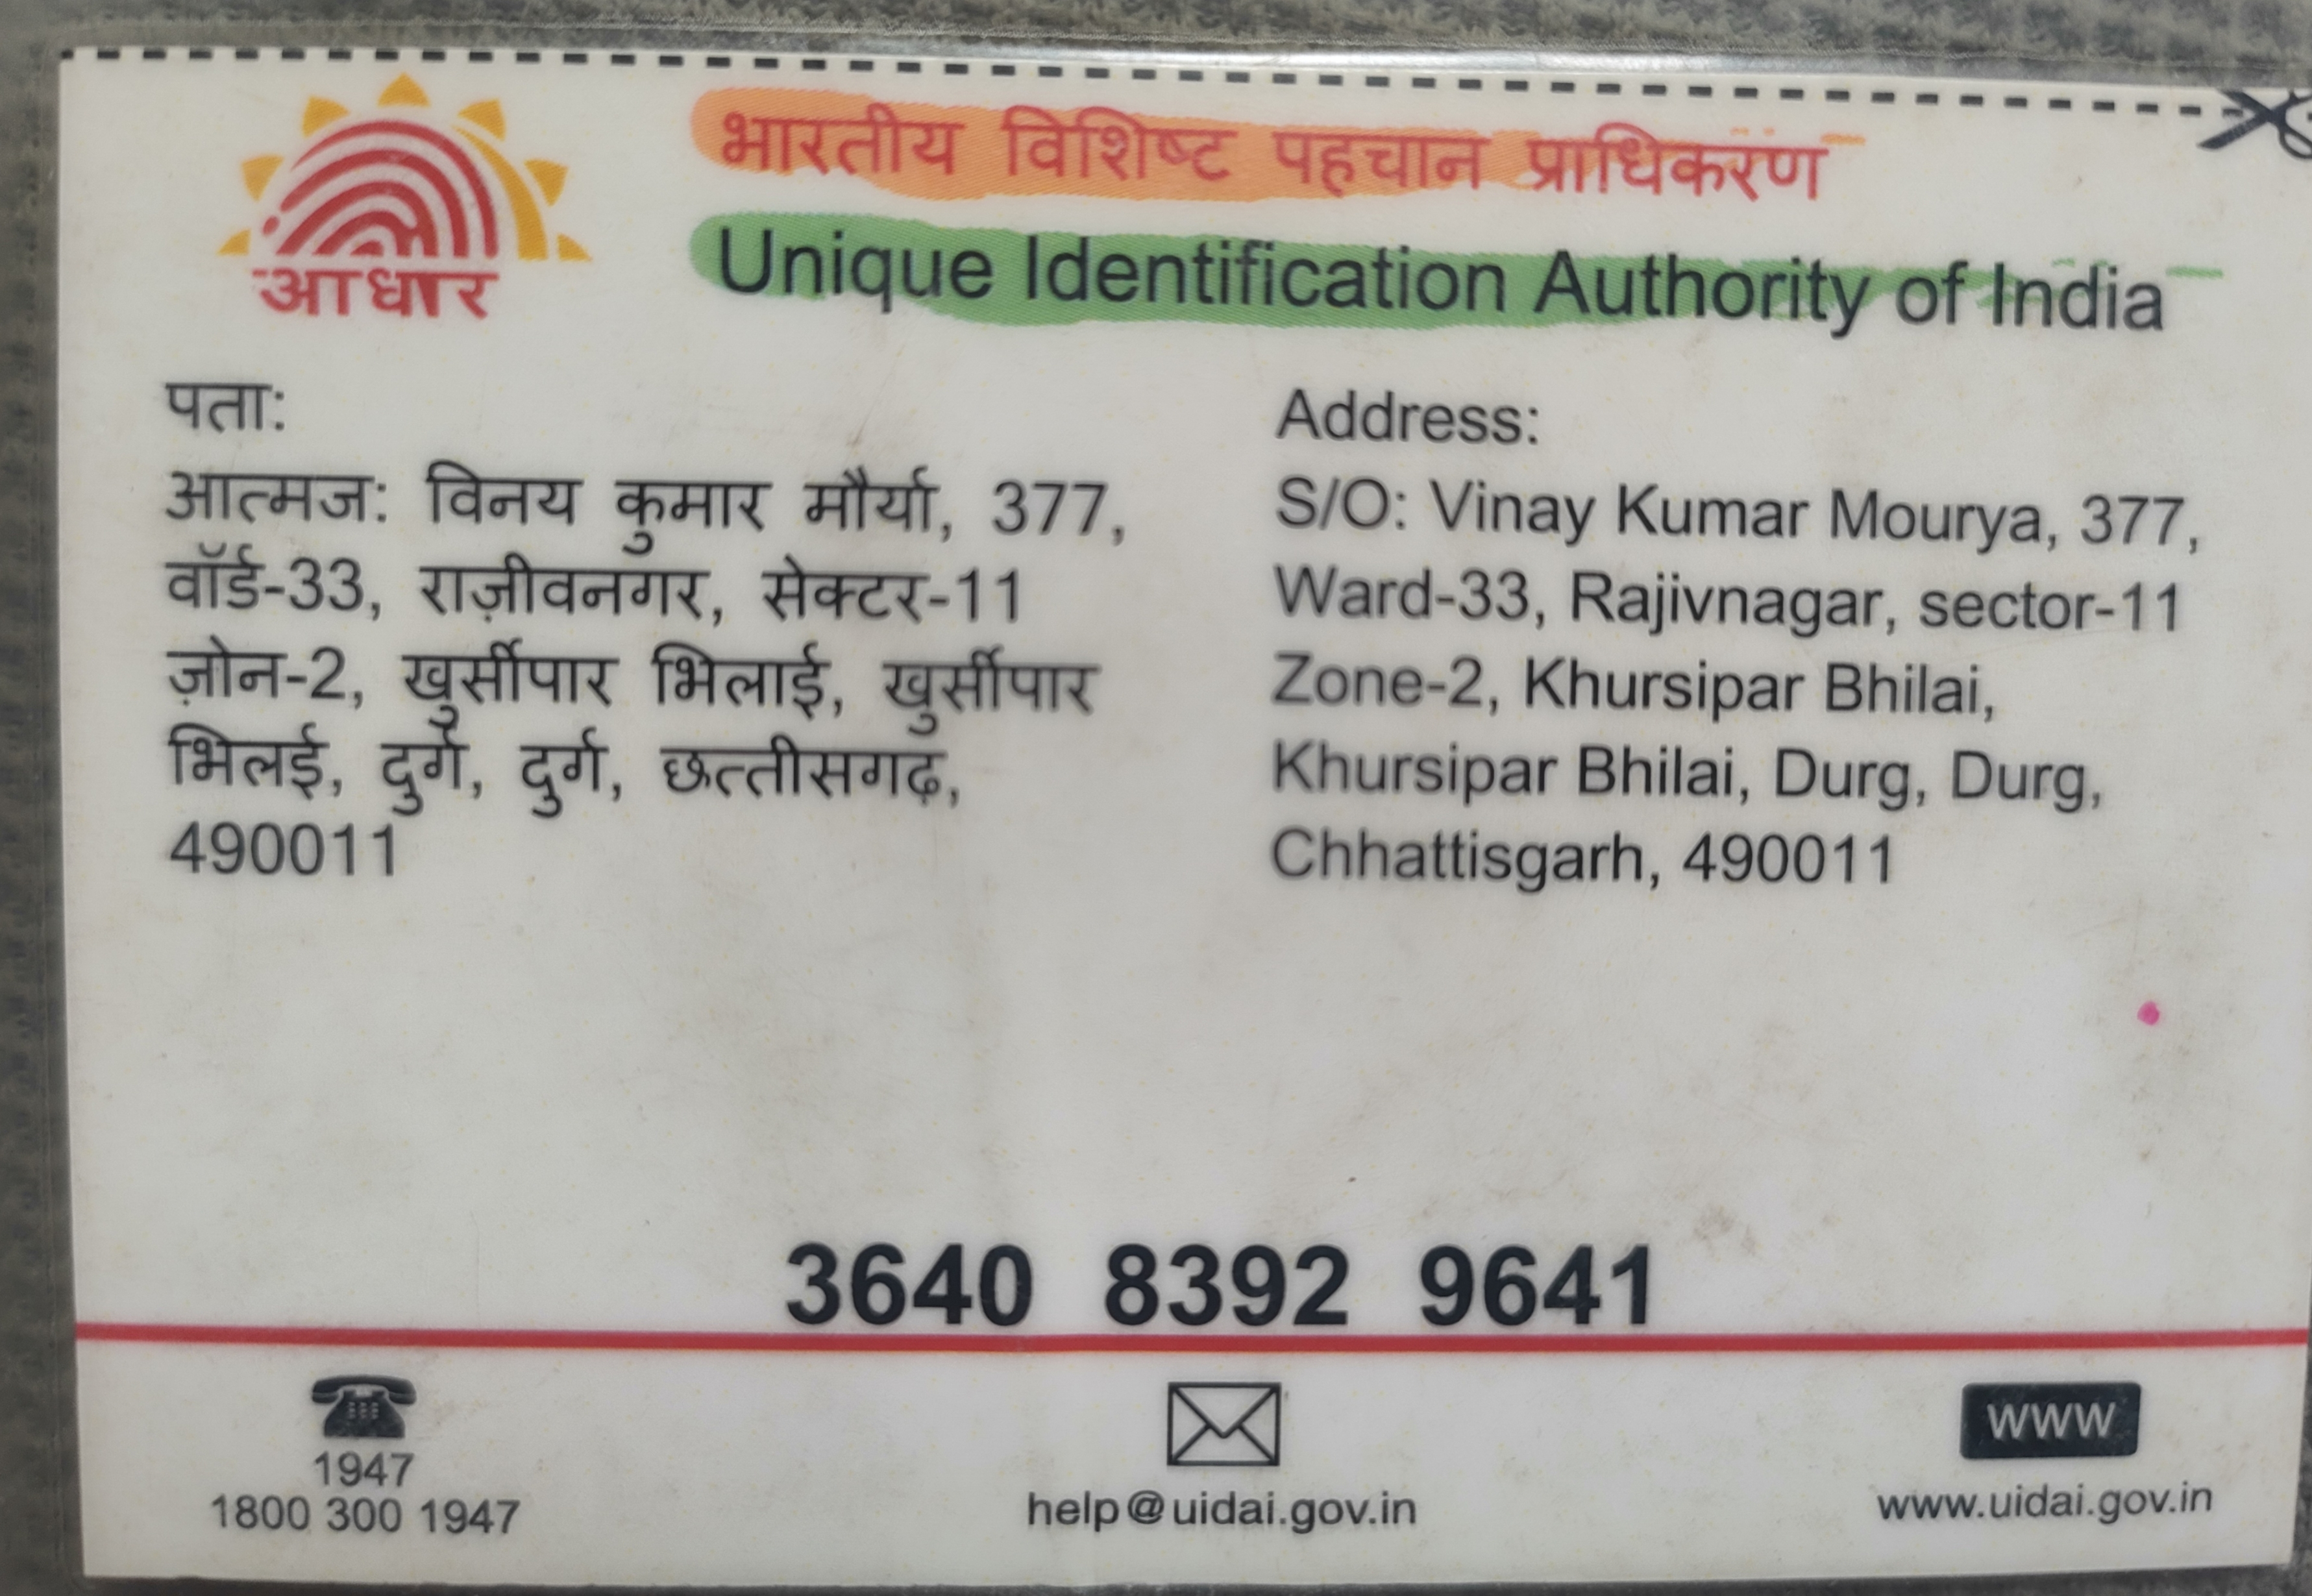 आधार
भारतीय विशिष्ट पहचान प्राधिकरण
Unique Identification Authority of India
पता:
आत्मज: विनय कुमार मौर्या, 377,
वॉर्ड-33, राज़ीवनगर, सेक्टर-11
ज़ोन-2, खुर्सीपार भिलाई, खुर्सीपार
भिलई, दुर्ग, दुर्ग, छत्तीसगढ़,
490011
Address:
S/O: Vinay Kumar Mourya, 377,
Ward-33, Rajivnagar, sector-11
Zone-2, Khursipar Bhilai,
Khursipar Bhilai, Durg, Durg,
Chhattisgarh, 490011
3640 8392 9641
1947
1800 300 1947
help@uidai.gov.in
www
www.uidai.gov.in